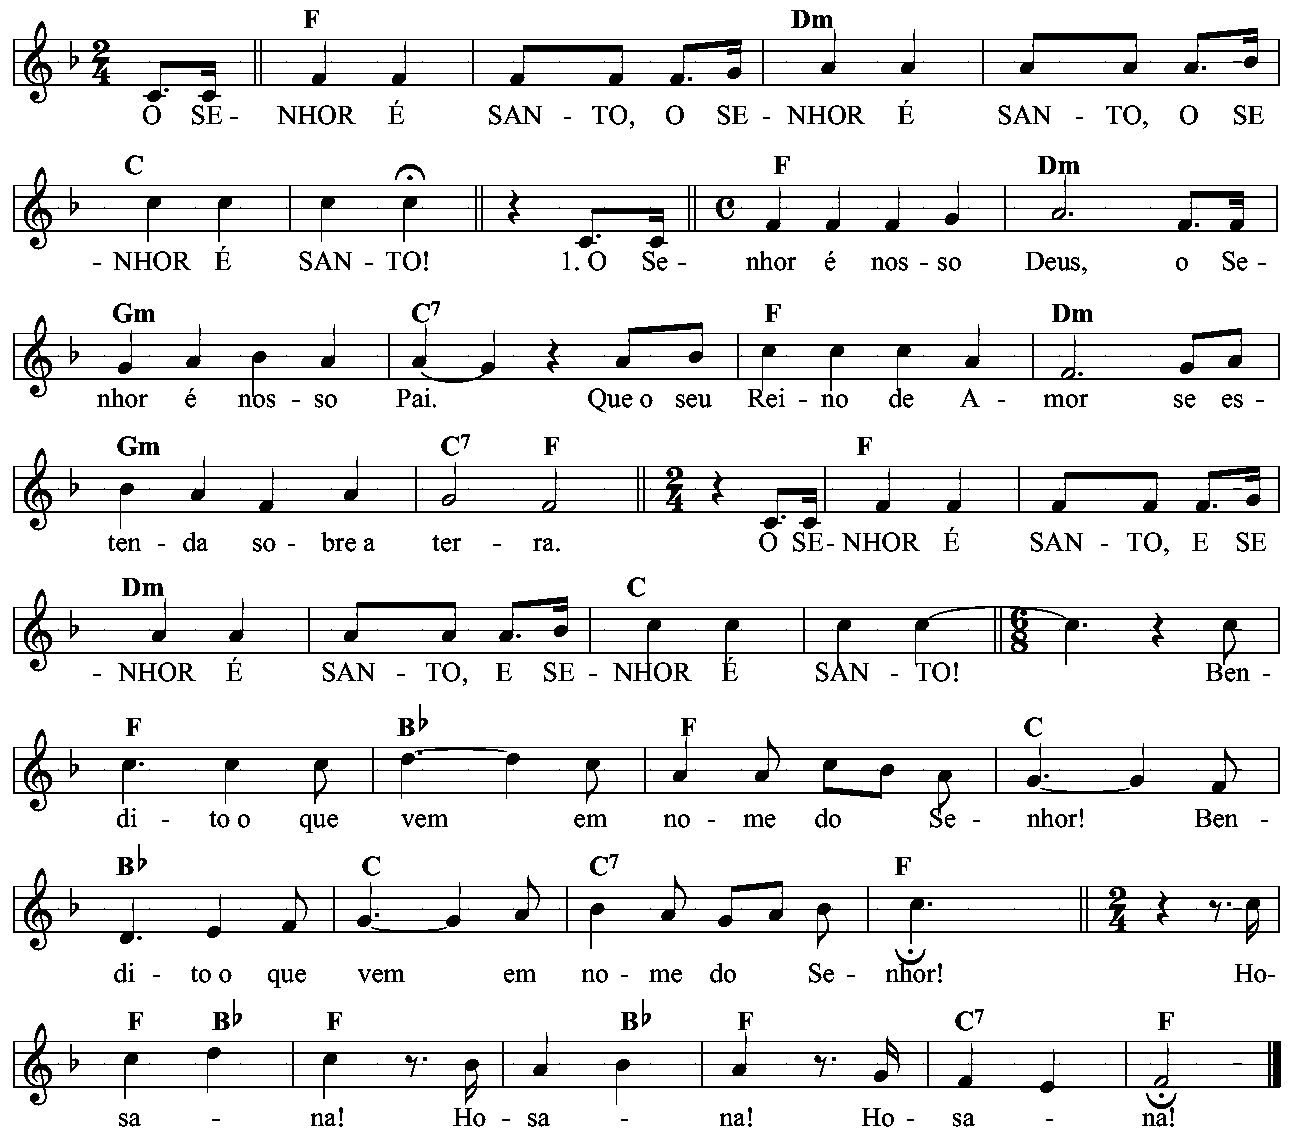 F Dm
O SE - NHOR É SAN - TO, O SE - NHOR É SAN - TO, O SE
C F Dm
- NHOR É SAN - TO! 1. O Se - nhor é nos - so Deus, o Se -
Gm C7 F Dm
nhor é nos - so Pai. Que o seu Rei - no de A - mor se es -
Gm C7 F F
ten - da so - bre a ter - ra. O SE - NHOR É SAN - TO, E SE
Dm C
- NHOR É SAN - TO, E SE - NHOR É SAN - TO! Ben -
F B♭ F C
di - to o que vem em no - me do Se - nhor! Ben -
B♭ C C7 F
di - to o que vem em no - me do Se - nhor! Ho-
F B♭ F B♭ F C7 F
sa - na! Ho - sa - na! Ho - sa - na!